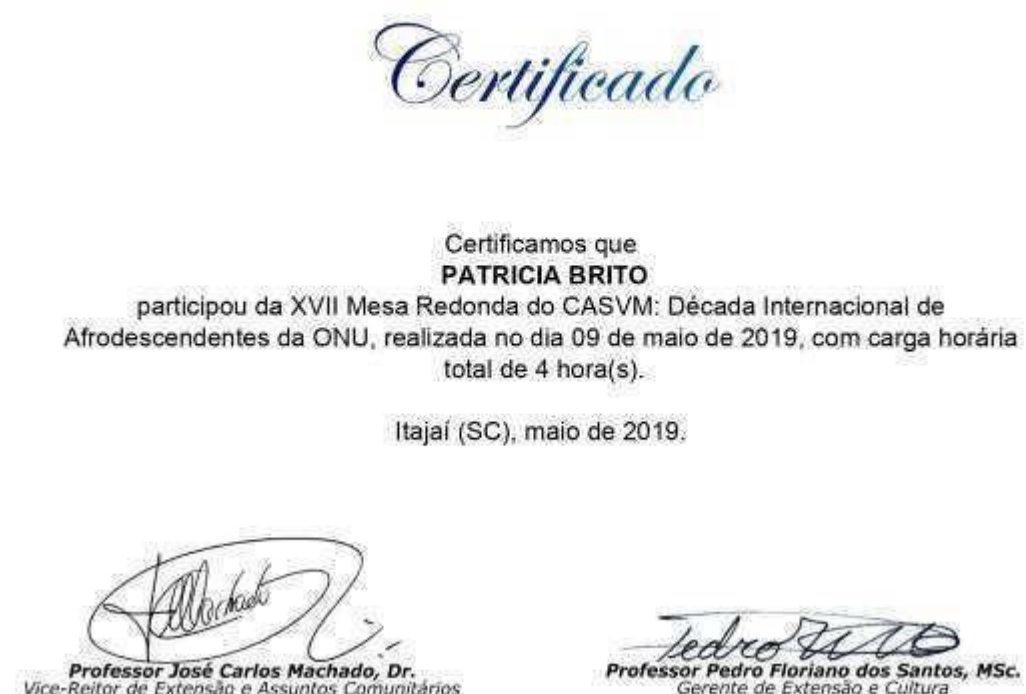 Certificado
Certificamos que
PATRICIA BRITO
participou da XVII Mesa Redonda do CASVM: Década Internacional de
Afrodescendentes da ONU, realizada no dia 09 de maio de 2019, com carga horária
total de 4 hora(s).
Itajaí (SC), maio de 2019.
Professor José Carlos Machado, Dr.
Vice-Reitor de Extensão e Assuntos Comunitários
Professor Pedro Floriano dos Santos, MSc.
Gerente de Extensão e Cultura